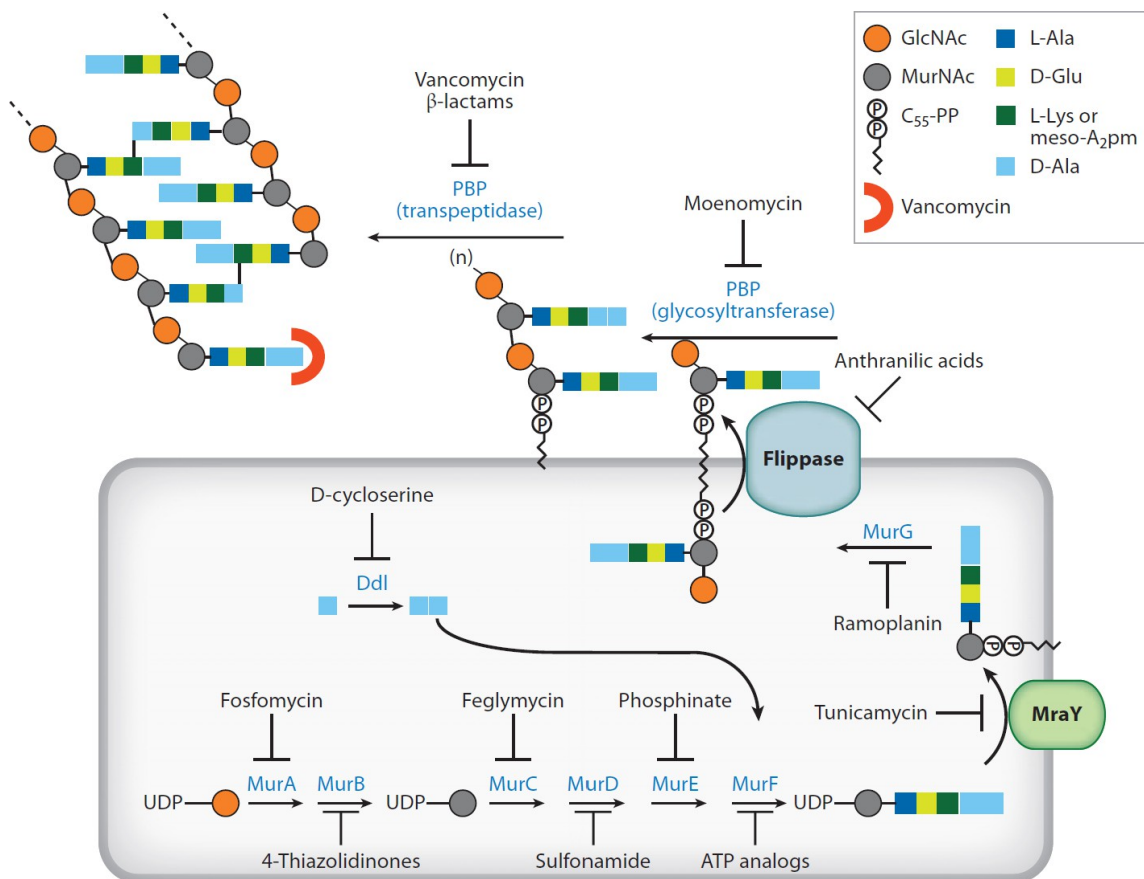 GlcNAc
MurNAc
P
P
C₅₅-PP
Vancomycin
L-Ala
D-Glu
L-Lys or
meso-A₂pm
D-Ala
Vancomycin
β-lactams
PBP
(transpeptidase)
(n)
Moenomycin
PBP
(glycosyltransferase)
Anthranilic acids
P
P
P
P
Flippase
P
P
D-cycloserine
Ddl
MurG
Ramoplanin
P P
Tunicamycin
MraY
Fosfomycin
Feglymycin
Phosphinate
UDP
MurA
MurB
UDP
MurC
MurD
MurE
MurF
UDP
4-Thiazolidinones
Sulfonamide
ATP analogs